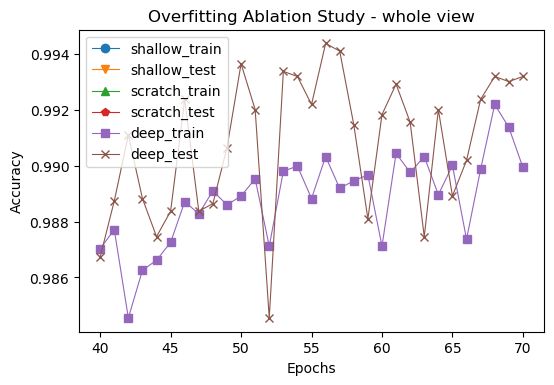 Overfitting Ablation Study - whole view
shallow_train
shallow_test
scratch_train
scratch_test
deep_train
deep_test
Accuracy
0.994
0.992
0.990
0.988
0.986
40 45 50 55 60 65 70
Epochs